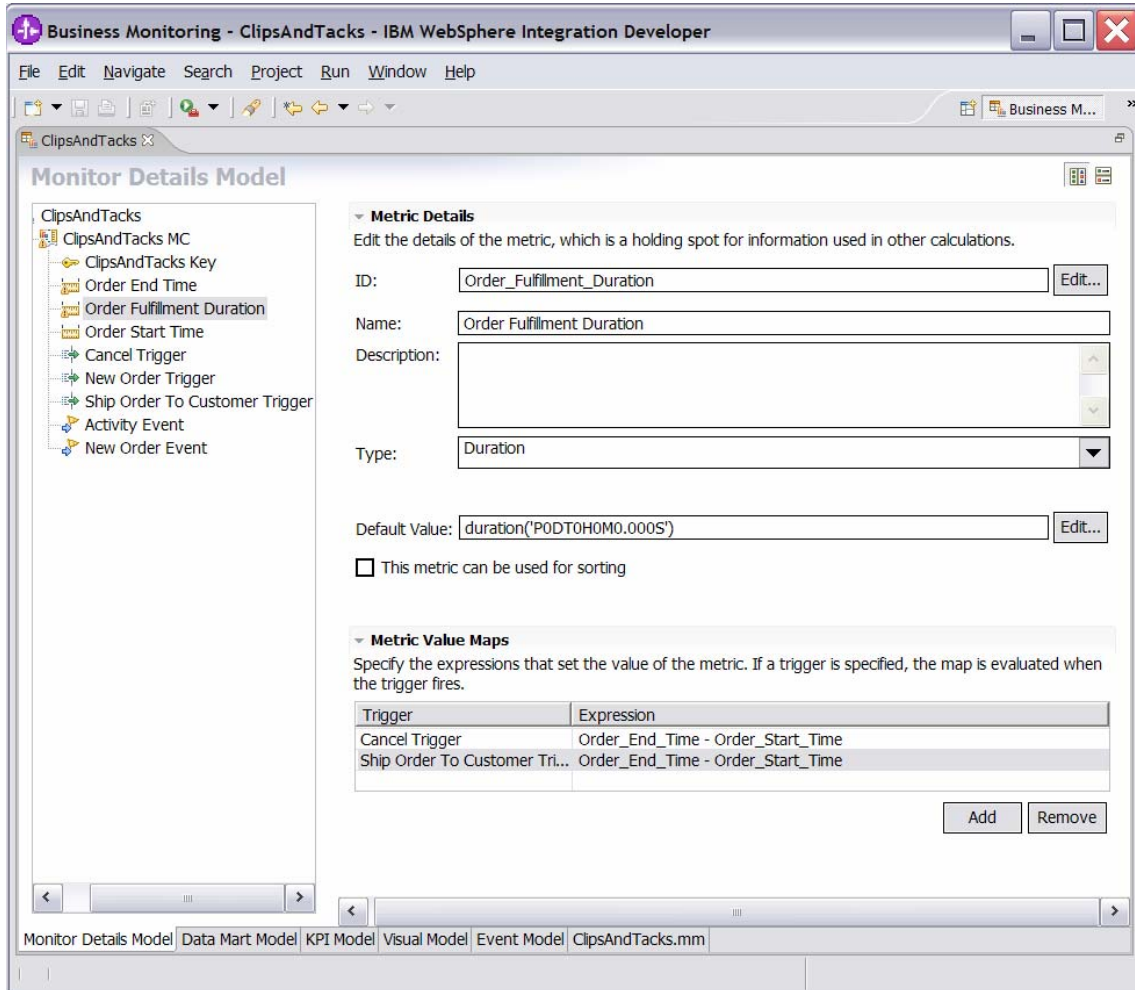 Business Monitoring - ClipsAndTacks - IBM WebSphere Integration Developer
File Edit Navigate Search Project Run Window Help
Business M... »
ClipsAndTacks
Monitor Details Model
ClipsAndTacks
ClipsAndTacks MC
ClipsAndTacks Key
Order End Time
Order Fulfillment Duration
Order Start Time
Cancel Trigger
New Order Trigger
Ship Order To Customer Trigger
Activity Event
New Order Event
Metric Details
Edit the details of the metric, which is a holding spot for information used in other calculations.
ID: Order_Fulfillment_Duration Edit...
Name: Order Fulfillment Duration
Description:
Type: Duration
Default Value: duration('P0DT0H0M0.000S') Edit...
This metric can be used for sorting
Metric Value Maps
Specify the expressions that set the value of the metric. If a trigger is specified, the map is evaluated when
the trigger fires.
Trigger Expression
Cancel Trigger Order_End_Time - Order_Start_Time
Ship Order To Customer Tri... Order_End_Time - Order_Start_Time
Add Remove
Monitor Details Model Data Mart Model KPI Model Visual Model Event Model ClipsAndTacks.mm